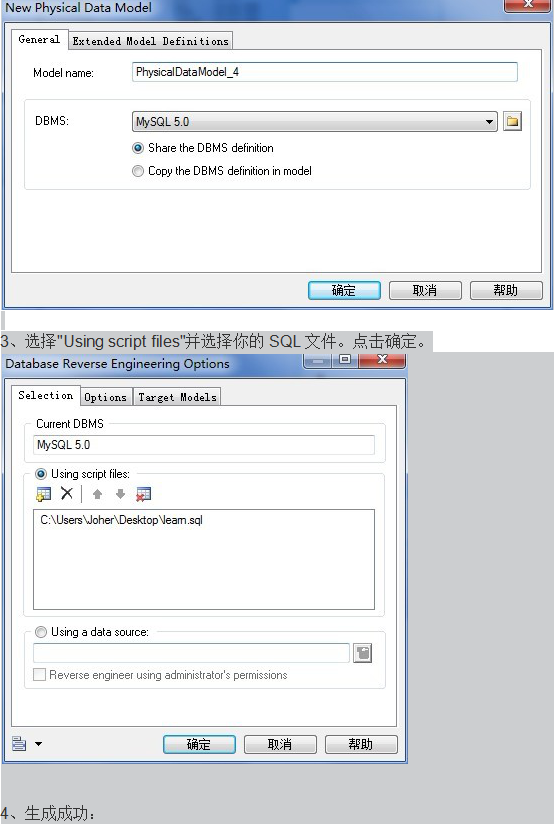 New Physical Data Model
General Extended Model Definitions
Model name: PhysicalDataModel_4
DBMS: MySQL 5.0
Share the DBMS definition
Copy the DBMS definition in model
确定 取消 帮助
3、选择"Using script files"并选择你的 SQL 文件。点击确定。
Database Reverse Engineering Options
Selection Options Target Models
Current DBMS
MySQL 5.0
Using script files:
C:\Users\Joher\Desktop\learn.sql
Using a data source:
Reverse engineer using administrator's permissions
确定 取消 帮助
4、生成成功：